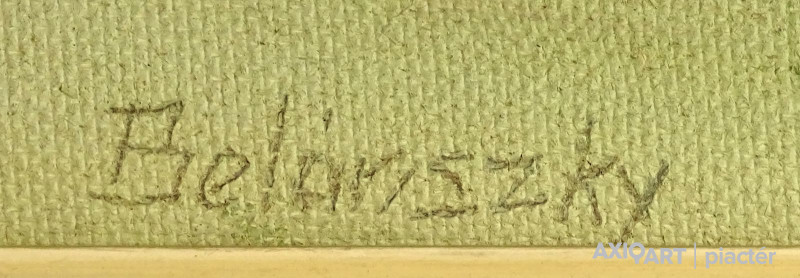 Belánszky
AXIOART | piactér